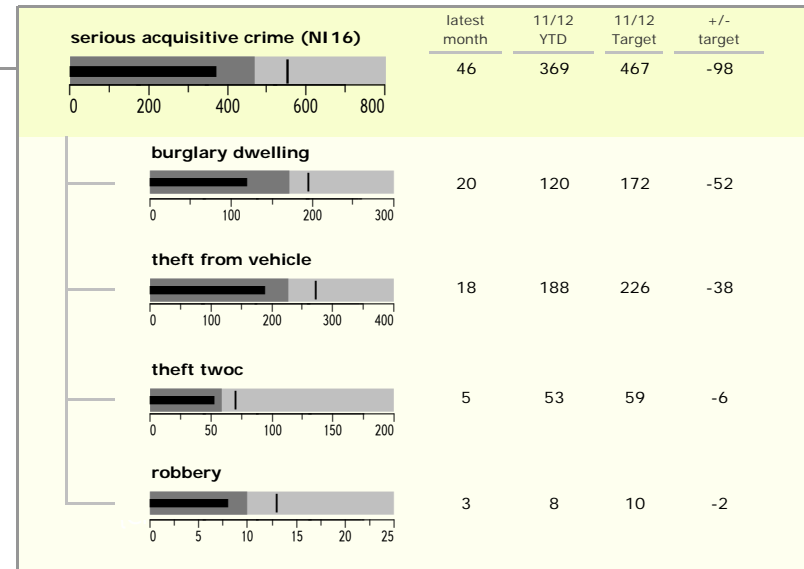 latest 11/12 11/12 +/-
serious acquisitive crime (NI16) month YTD Target target
46 369 467 -98
0 200 400 600 800
burglary dwelling
20 120 172 -52
0 100 200 300
theft from vehicle
18 188 226 -38
0 100 200 300 400
theft twoc
5 53 59 -6
0 50 100 150 200
robbery
3 8 10 -2
0 5 10 15 20 25